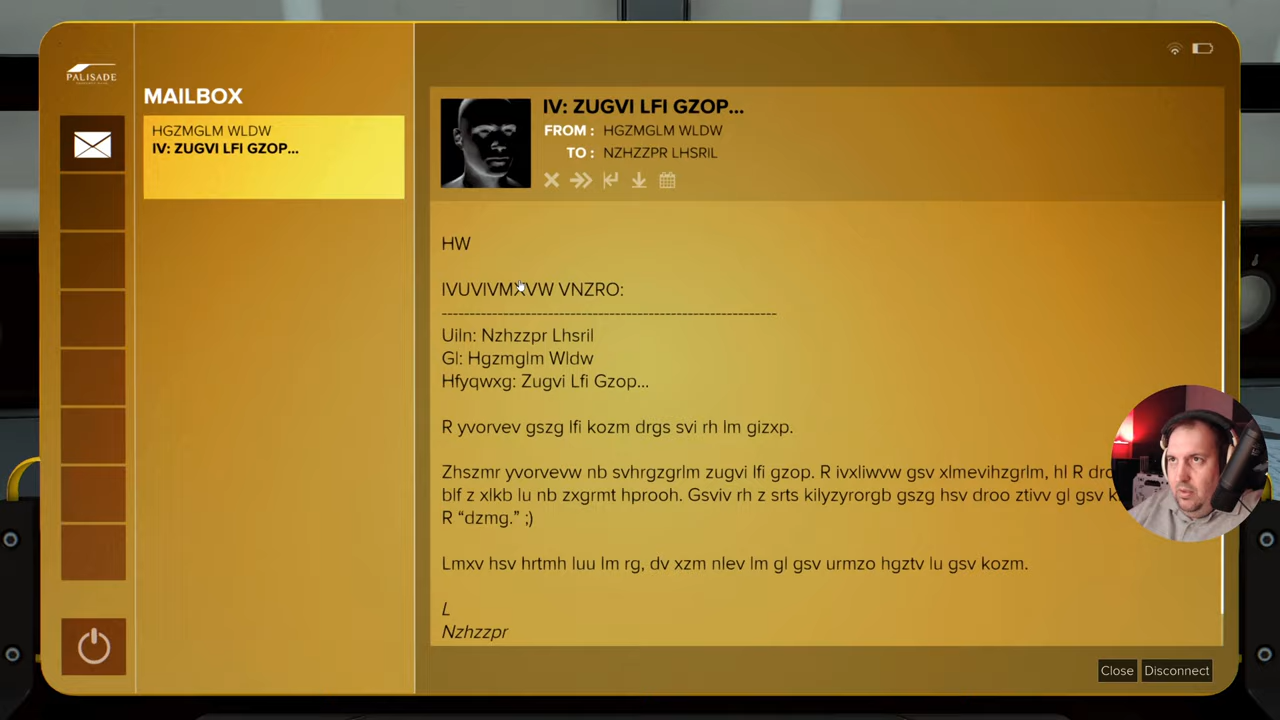 PALISADE
MAILBOX
HGZMGLM WLDW
IV: ZUGVI LFI GZOP...
IV: ZUGVI LFI GZOP...
FROM : HGZMGLM WLDW
TO : NZHZZPR LHSRIL
HW
IVUVIVMXVW VNZRO:
--------------------------------------------------------
Uiln: Nzhzzpr Lhsril
Gl: Hgzmglm Wldw
Hfyqwxg: Zugvi Lfi Gzop...
R yvorvev gszg lfi kozm drgs svi rh lm gizxp.
Zhszmr yvorvevw nb svhrgzgrlm zugvi lfi gzop. R ivxliwvw gsv xlmevihzgrlm, hl R
blf z xlkb lu nb zxgrmt hprooh. Gsviv rh z srts kilyzyrorgb gszg hsv droo ztivv gl gsv
R “dzmg.” ;)
Lmxv hsv hrtmh luu lm rg, dv xzm nlev lm gl gsv urmzo hgztv lu gsv kozm.
L
Nzhzzpr
Close Disconnect